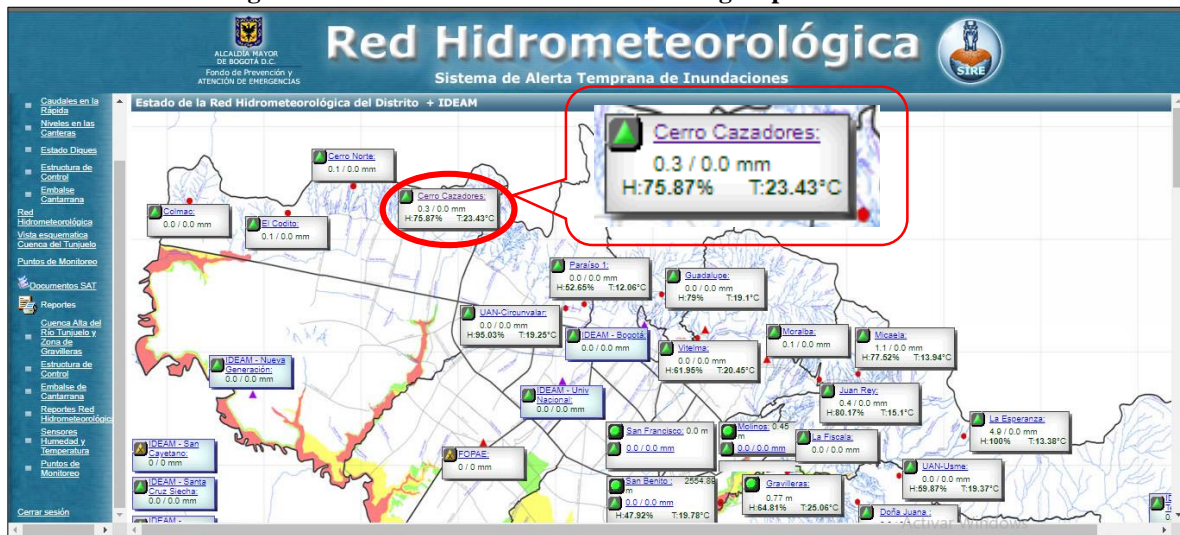 ALCALDÍA MAYOR
DE BOGOTÁ D.C.
Fondo de Prevención y
ATENCIÓN DE EMERGENCIAS
Red Hidrometeorológica
Sistema de Alerta Temprana de Inundaciones
SIRE
Caudales en la
Rápida
Niveles en las
Canteras
Estado Diques
Estructura de
Control
Embalse
Cantarrana
Red
Hidrometeorológica
Vista esquematica
Cuenca del Tunjuelo
Puntos de Monitoreo
Documentos SAT
Reportes
Cuenca Alta del
Río Tunjuelo y
Zona de
Gravilleras
Estructura de
Control
Embalse de
Cantarrana
Reportes Red
Hidrometeorológic
Sensores
Humedad y
Temperatura
Puntos de
Monitoreo
Cerrar sesión
Estado de la Red Hidrometeorológica del Distrito + IDEAM
Cerro Cazadores:
0.3 / 0.0 mm
H:75.87% T:23.43°C
Cerro Norte:
0.1 / 0.0 mm
Cerro Cazadores:
0.3 / 0.0 mm
H:75.87% T:23.43°C
Colmac:
0.0 / 0.0 mm
El Codito:
0.1 / 0.0 mm
Paraíso 1:
0.0 / 0.0 mm
H:52.65% T:12.06°C
Guadalupe:
0.0 / 0.0 mm
H:79% T:19.1°C
UAN-Circunvalar:
0.0 / 0.0 mm
H:95.03% T:19.25°C
IDEAM - Bogotá:
0.0 / 0.0 mm
Vitelma:
0.0 / 0.0 mm
H:61.95% T:20.45°C
Moralba:
0.1 / 0.0 mm
Micaela:
1.1 / 0.0 mm
H:77.52% T:13.94°C
IDEAM - Nueva
Generación:
0.0 / 0.0 mm
IDEAM - Univ
Nacional:
0.0 / 0.0 mm
Juan Rey:
0.4 / 0.0 mm
H:80.17% T:15.1°C
La Esperanza:
4.9 / 0.0 mm
H:100% T:13.38°C
IDEAM - San
Cayetano:
0 / 0 mm
FOPAE:
0 / 0 mm
San Francisco: 0.0 m
0.0 / 0.0 mm
Molinos: 0.45
m
0.0 / 0.0 mm
La Fiscala:
0.0 / 0.0 mm
UAN-Usme:
0.0 / 0.0 mm
H:59.87% T:19.37°C
IDEAM - Santa
Cruz Siecha:
0.0 / 0.0 mm
San Benito: 2554.88
m
0.0 / 0.0 mm
H:47.92% T:19.78°C
Gravilleras:
0.77 m
H:64.81% T:25.06°C
Doña Juana :
IDEAM -
Activar Windows